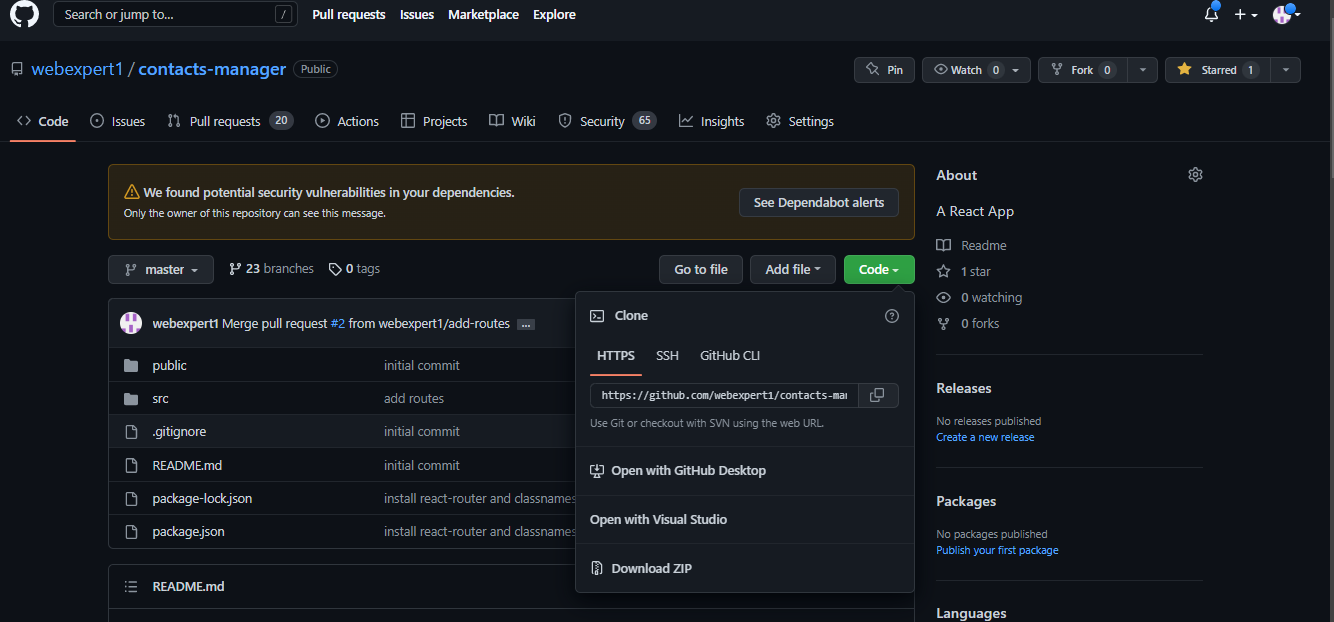 Search or jump to... /
Pull requests Issues Marketplace Explore
webexpert1 / contacts-manager Public
Pin Watch 0 Fork 0 Starred 1
Code Issues Pull requests 20 Actions Projects Wiki Security 65 Insights Settings
We found potential security vulnerabilities in your dependencies.
Only the owner of this repository can see this message.
See Dependabot alerts
master 23 branches 0 tags Go to file Add file Code
webexpert1 Merge pull request #2 from webexpert1/add-routes ...
public initial commit
src add routes
.gitignore initial commit
README.md initial commit
package-lock.json install react-router and classnames
package.json install react-router and classnames
README.md
Clone
HTTPS SSH GitHub CLI
https://github.com/webexpert1/contacts-mar
Use Git or checkout with SVN using the web URL.
Open with GitHub Desktop
Open with Visual Studio
Download ZIP
About
A React App
Readme
1 star
0 watching
0 forks
Releases
No releases published
Create a new release
Packages
No packages published
Publish your first package
Languages